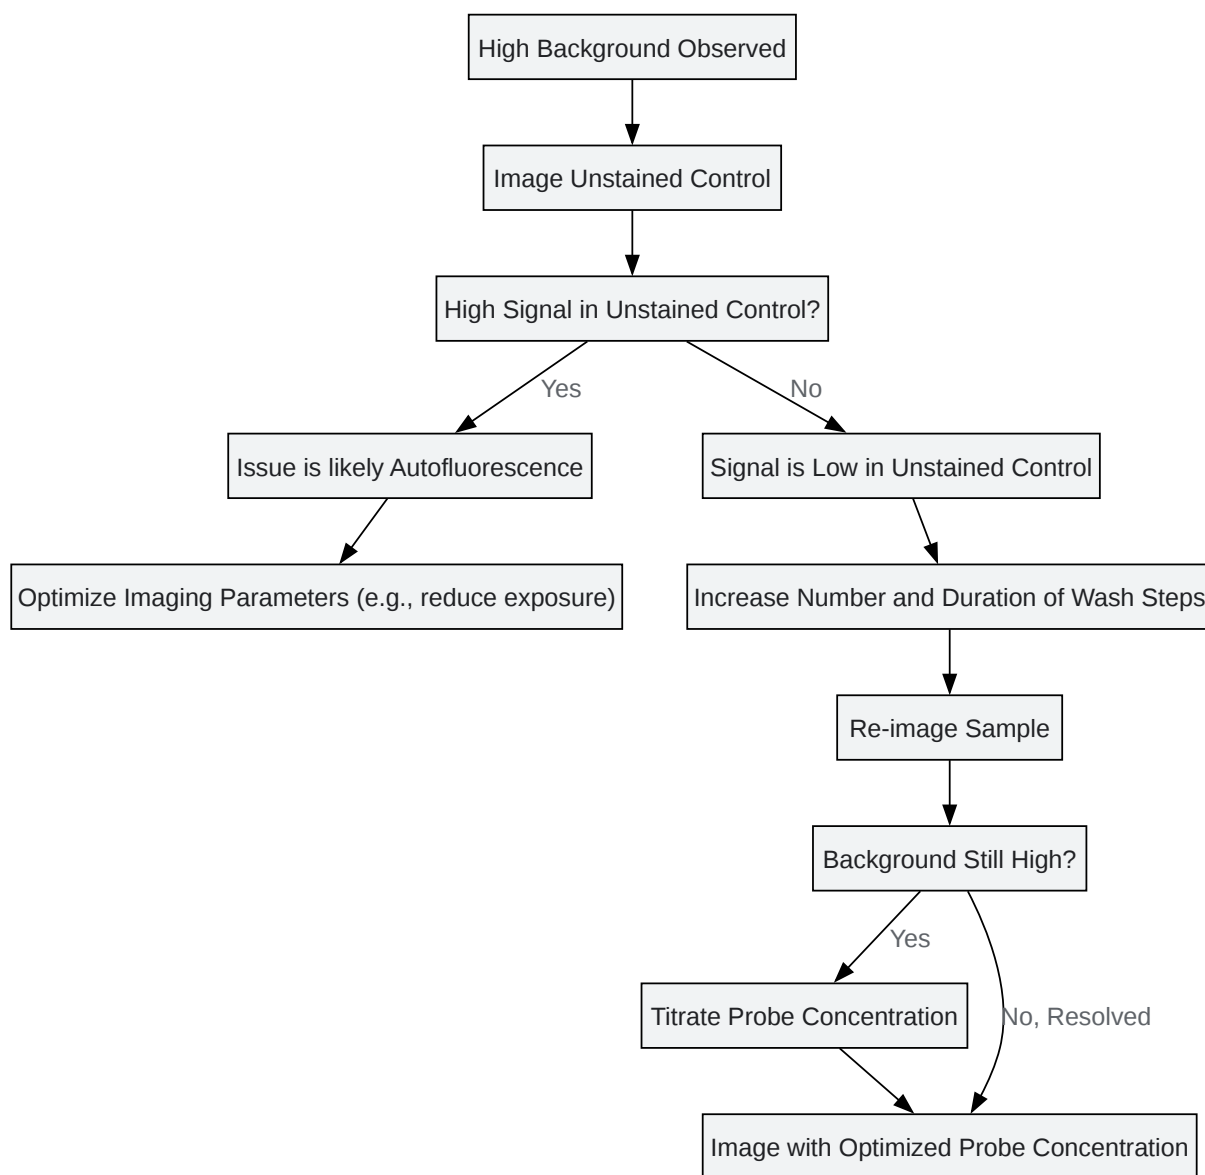 High Background Observed
Image Unstained Control
High Signal in Unstained Control?
Yes
No
Issue is likely Autofluorescence
Signal is Low in Unstained Control
Optimize Imaging Parameters (e.g., reduce exposure)
Increase Number and Duration of Wash Steps
Re-image Sample
Background Still High?
Yes
Titrate Probe Concentration
No, Resolved
Image with Optimized Probe Concentration